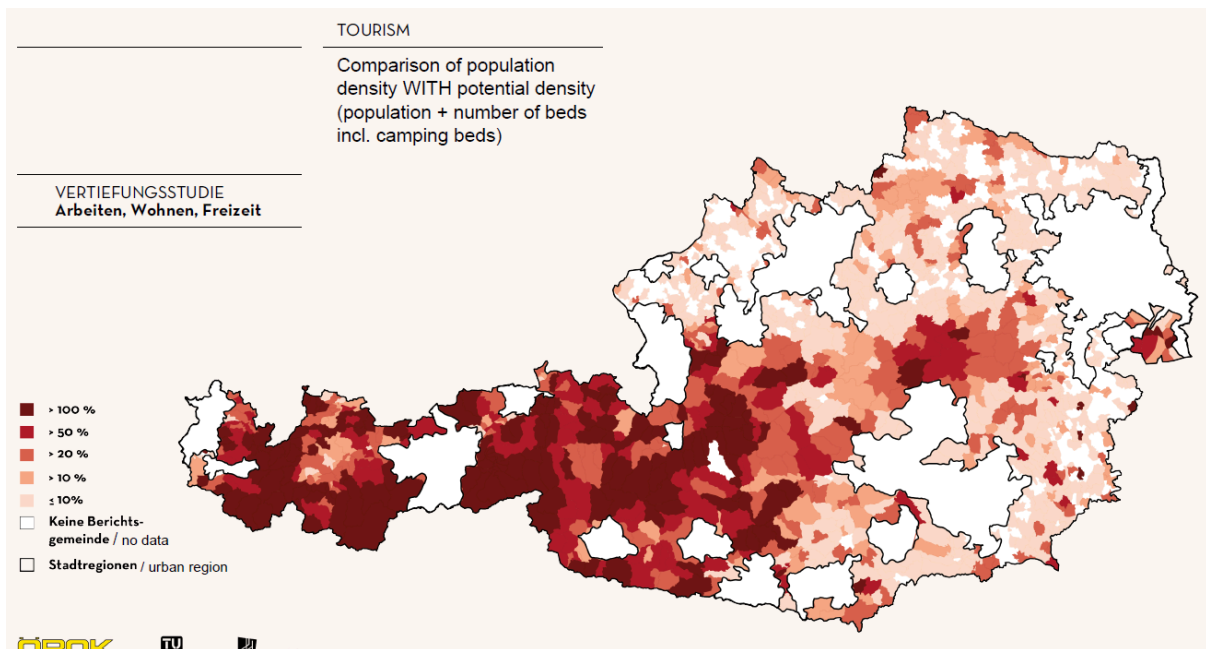 TOURISM
Comparison of population
density WITH potential density
(population + number of beds
incl. camping beds)
VERTIEFUNGSSTUDIE
Arbeiten, Wohnen, Freizeit
> 100 %
> 50 %
> 20 %
> 10 %
≤ 10%
Keine Berichts-
gemeinde / no data
Stadtregionen / urban region
TU